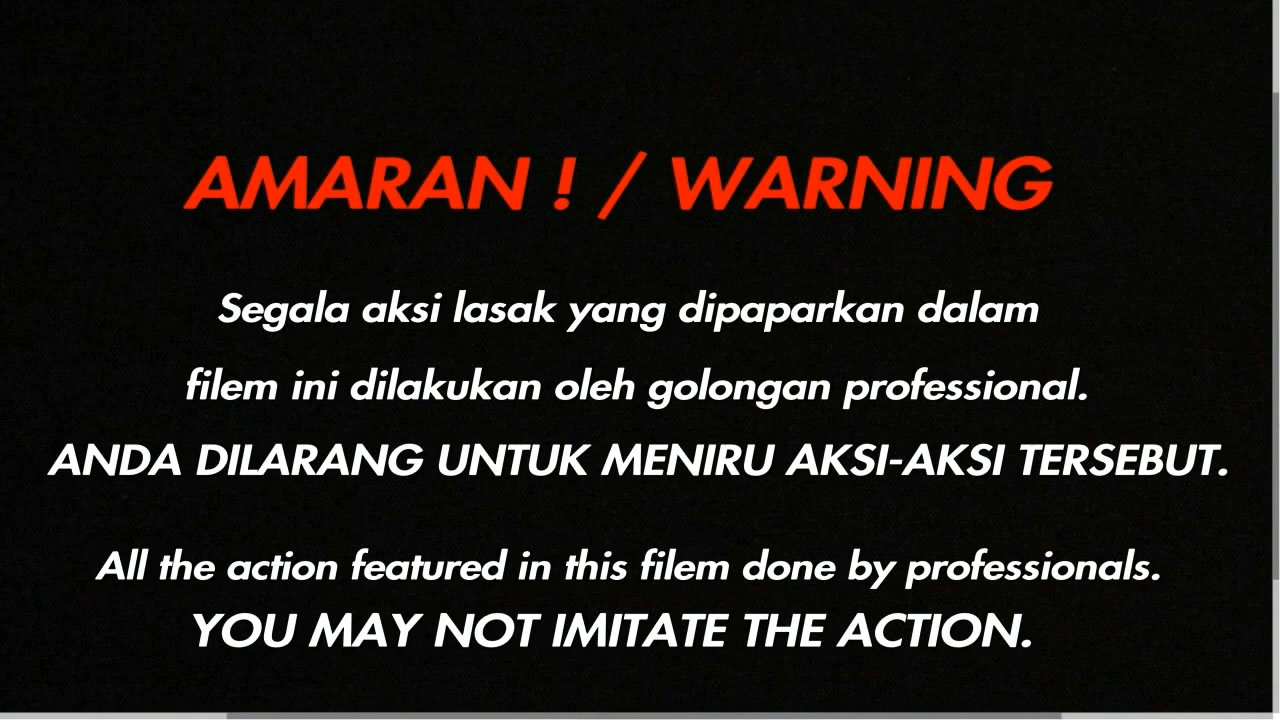 AMARAN ! / WARNING
Segala aksi lasak yang dipaparkan dalam
filem ini dilakukan oleh golongan professional.
ANDA DILARANG UNTUK MENIRU AKSI-AKSI TERSEBUT.
All the action featured in this filem done by professionals.
YOU MAY NOT IMITATE THE ACTION.